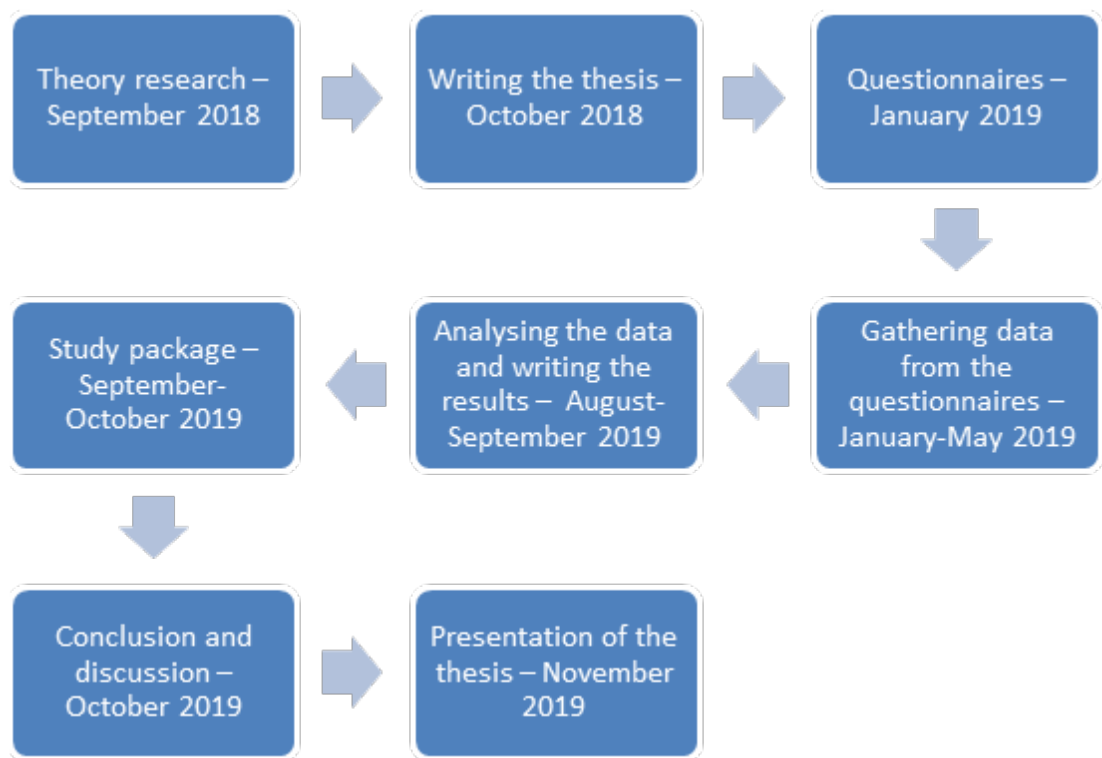 Theory research –
September 2018
Writing the thesis –
October 2018
Questionnaires –
January 2019
Gathering data
from the
questionnaires –
January-May 2019
Analysing the data
and writing the
results – August-
September 2019
Study package –
September-
October 2019
Conclusion and
discussion –
October 2019
Presentation of the
thesis – November
2019